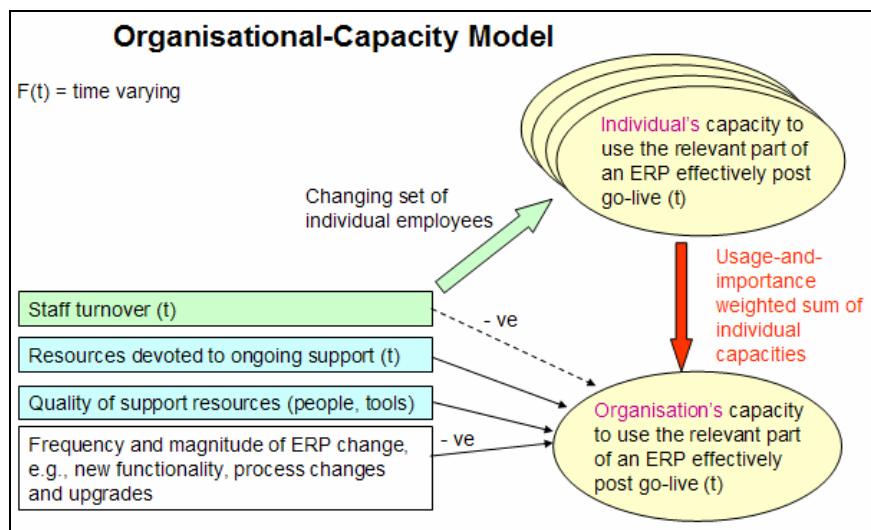 Organisational-Capacity Model
F(t) = time varying
Individual's capacity to
use the relevant part of
an ERP effectively post
go-live (t)
Changing set of
individual employees
Usage-and-
importance
weighted sum of
individual
capacities
Staff turnover (t)
- ve
Resources devoted to ongoing support (t)
Quality of support resources (people, tools)
Frequency and magnitude of ERP change,
e.g., new functionality, process changes
and upgrades
- ve
Organisation's capacity
to use the relevant part
of an ERP effectively
post go-live (t)